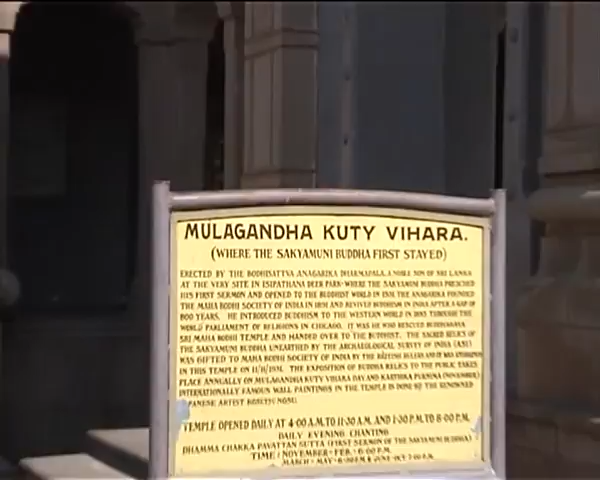 MULAGANDHA KUTY VIHARA.
(WHERE THE SAKYAMUNI BUDDHA FIRST STAYED)
ERECTED BY THE BODHISATTVA ANAGARIKA DHARMAPALA. A NOBLE SON OF SRI LANKA
AT THE VERY SITE IN ISIPATHANA DEER PARK-WHERE THE SAKYAMUNI BUDDHA PREACHED
HIS FIRST SERMON AND OPENED TO THE BUDDHIST WORLD IN 1931. THE ANAGARIKA FOUNDED
THE MAHA BODHI SOCIETY OF INDIA IN 1891 AND REVIVED BUDDHISM IN INDIA AFTER A GAP OF
800 YEARS. HE INTRODUCED BUDDHISM TO THE WESTERN WORLD IN 1893 THROUGH THE
WORLD PARLIAMENT OF RELIGIONS IN CHICAGO. IT WAS HE WHO RESCUED BUDDHAGAYA
SRI MAHA BODHI TEMPLE AND HANDED OVER TO THE BUDDHIST. THE SACRED RELICS OF
THE SAKYAMUNI BUDDHA UNEARTHED BY THE ARCHAEOLOGICAL SURVEY OF INDIA (ASI)
WAS GIFTED TO MAHA BODHI SOCIETY OF INDIA BY THE BRITISH RULERS AND IT WAS
IN THIS TEMPLE ON 11/11/1931. THE EXPOSITION OF BUDDHA RELICS TO THE PUBLIC TAKES
PLACE ANNUALLY ON MULAGANDHA KUTY VIHARA DAY AND KARTHIKA PURNIMA (NOVEMBER)
INTERNATIONALLY FAMOUS WALL PAINTINGS IN THE TEMPLE IS DONE BY THE RENOWNED
PANESE ARTIST KOSETSU NOSU.
TEMPLE OPENED DAILY AT 4:00 A.M. TO 11:30 A.M. AND 1:30 P.M. TO 8:00 P.M.
DAILY EVENING CHANTING
DHAMMA CHAKKA PAVATTAN SUTTA (FIRST SERMON OF THE SAKYAMUNI BUDDHA)
TIME : NOVEMBER - FEB. - 6:00 P.M.
MARCH - MAY - 6:30 P.M. & JUNE - OCT 7:00 P.M.